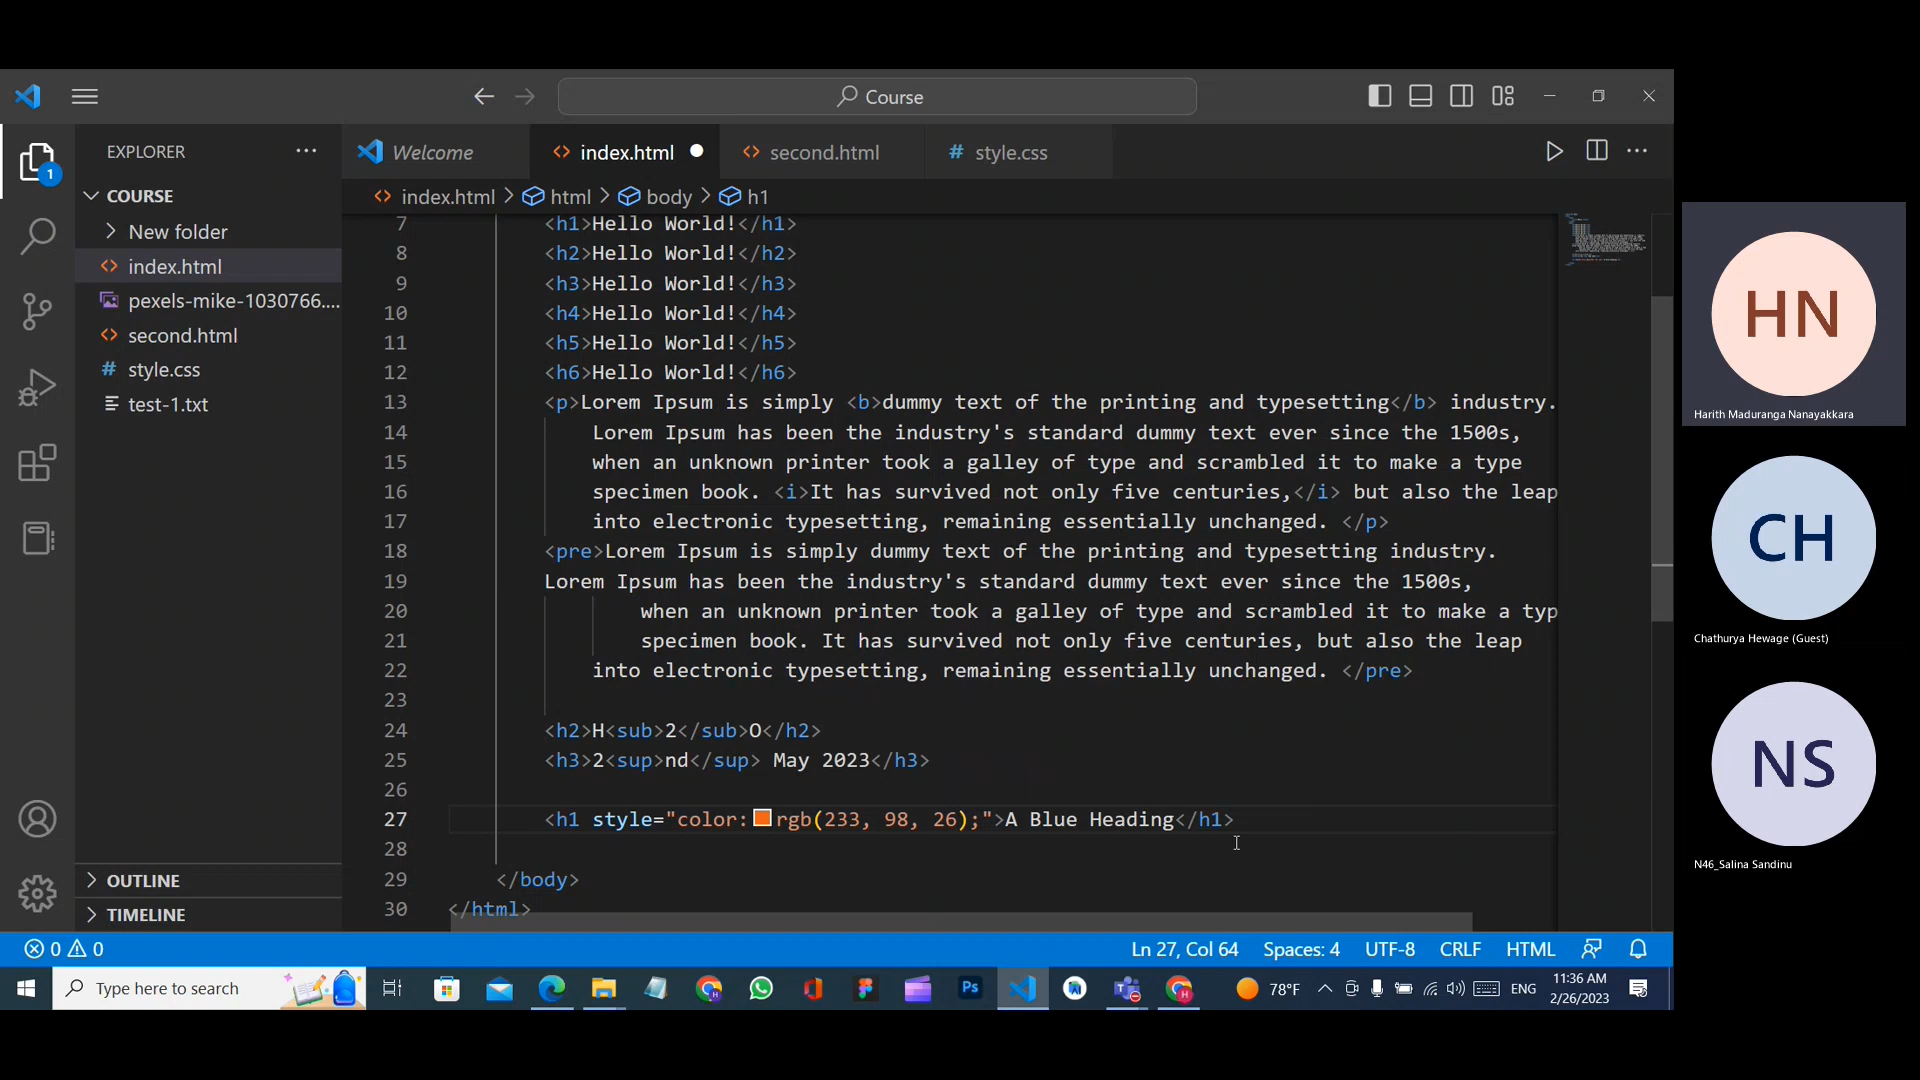 Course
EXPLORER
Welcome
index.html
second.html
# style.css
index.html > html > body > h1
COURSE
New folder
index.html
pexels-mike-1030766....
second.html
# style.css
test-1.txt
OUTLINE
TIMELINE
1
7 <h1>Hello World!</h1>
8 <h2>Hello World!</h2>
9 <h3>Hello World!</h3>
10 <h4>Hello World!</h4>
11 <h5>Hello World!</h5>
12 <h6>Hello World!</h6>
13 <p>Lorem Ipsum is simply <b>dummy text of the printing and typesetting</b> industry.
14 Lorem Ipsum has been the industry's standard dummy text ever since the 1500s,
15 when an unknown printer took a galley of type and scrambled it to make a type
16 specimen book. <i>It has survived not only five centuries,</i> but also the leap
17 into electronic typesetting, remaining essentially unchanged. </p>
18 <pre>Lorem Ipsum is simply dummy text of the printing and typesetting industry.
19 Lorem Ipsum has been the industry's standard dummy text ever since the 1500s,
20 when an unknown printer took a galley of type and scrambled it to make a typ
21 specimen book. It has survived not only five centuries, but also the leap
22 into electronic typesetting, remaining essentially unchanged. </pre>
23
24 <h2>H<sub>2</sub>O</h2>
25 <h3>2<sup>nd</sup> May 2023</h3>
26
27 <h1 style="color:rgb(233, 98, 26);">A Blue Heading</h1>
28
29 </body>
30 </html>
0 0
Ln 27, Col 64 Spaces: 4 UTF-8 CRLF HTML
Type here to search
Ps
78°F
ENG
11:36 AM
2/26/2023
HN
Harith Maduranga Nanayakkara
CH
Chathurya Hewage (Guest)
NS
N46_Salina Sandinu